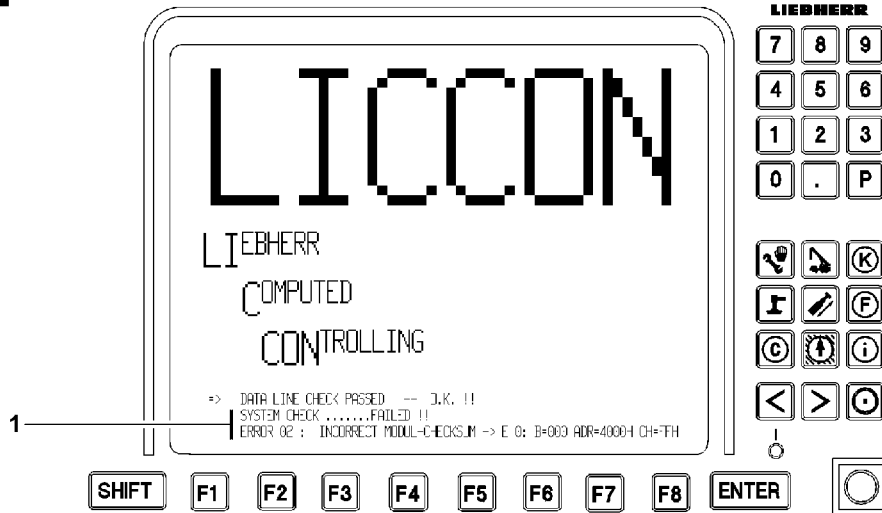 LIEBHERR
7 8 9
4 5 6
1 2 3
0 . P
LICCON
LIEBHERR
COMPUTED
CONTROLLING
K
F
C i
=> DATA LINE CHECK PASSED -- O.K. !!
SYSTEM CHECK .......FAILED !!
ERROR 02 : INCORRECT MODUL-CHECKSUM -> E 0: B=000 ADR=4000H CH=FFH
1
< >
SHIFT F1 F2 F3 F4 F5 F6 F7 F8 ENTER